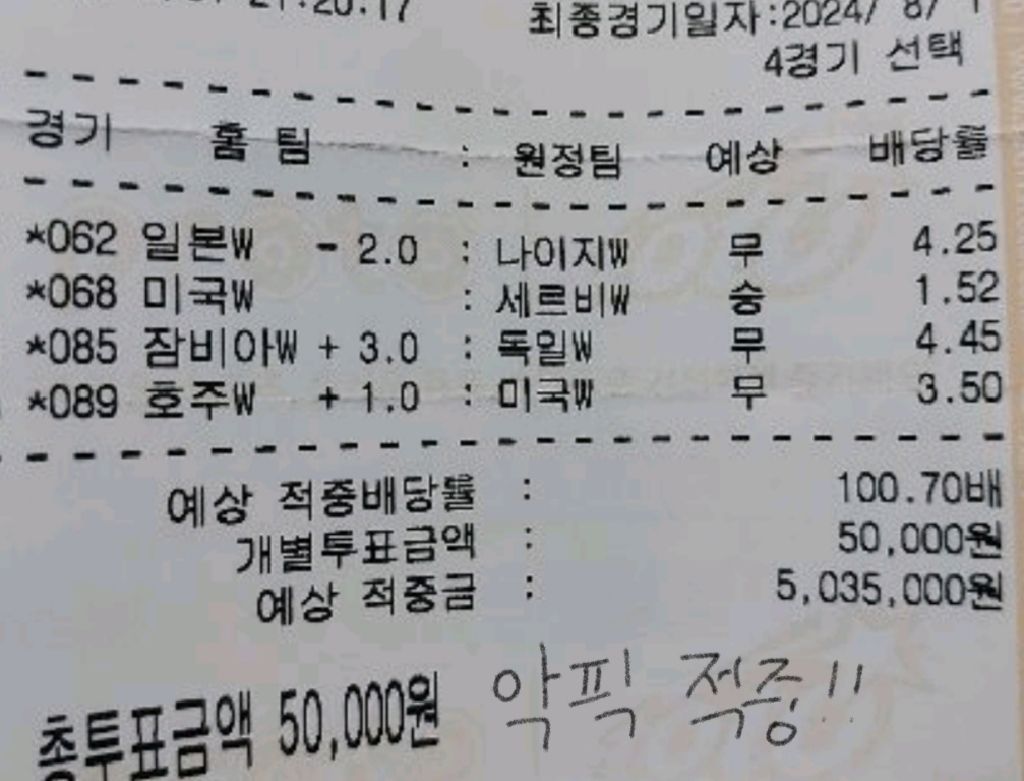 21:20:17
최종경기일자:2024/ 8/ 1
4경기 선택
경기 홈 팀 : 원정팀 예상 배당률
*062 일본W - 2.0 : 나이지W 무 4.25
*068 미국W : 세르비W 승 1.52
*085 잠비아W + 3.0 : 독일W 무 4.45
*089 호주W + 1.0 : 미국W 무 3.50
예상 적중배당률 : 100.70배
개별투표금액 : 50,000원
예상 적중금 : 5,035,000원
총투표금액 50,000원 악픽 적중!!